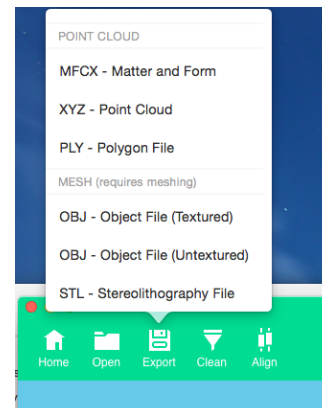 POINT CLOUD
MFCX - Matter and Form
XYZ - Point Cloud
PLY - Polygon File
MESH (requires meshing)
OBJ - Object File (Textured)
OBJ - Object File (Untextured)
STL - Stereolithography File
Home Open Export Clean Align